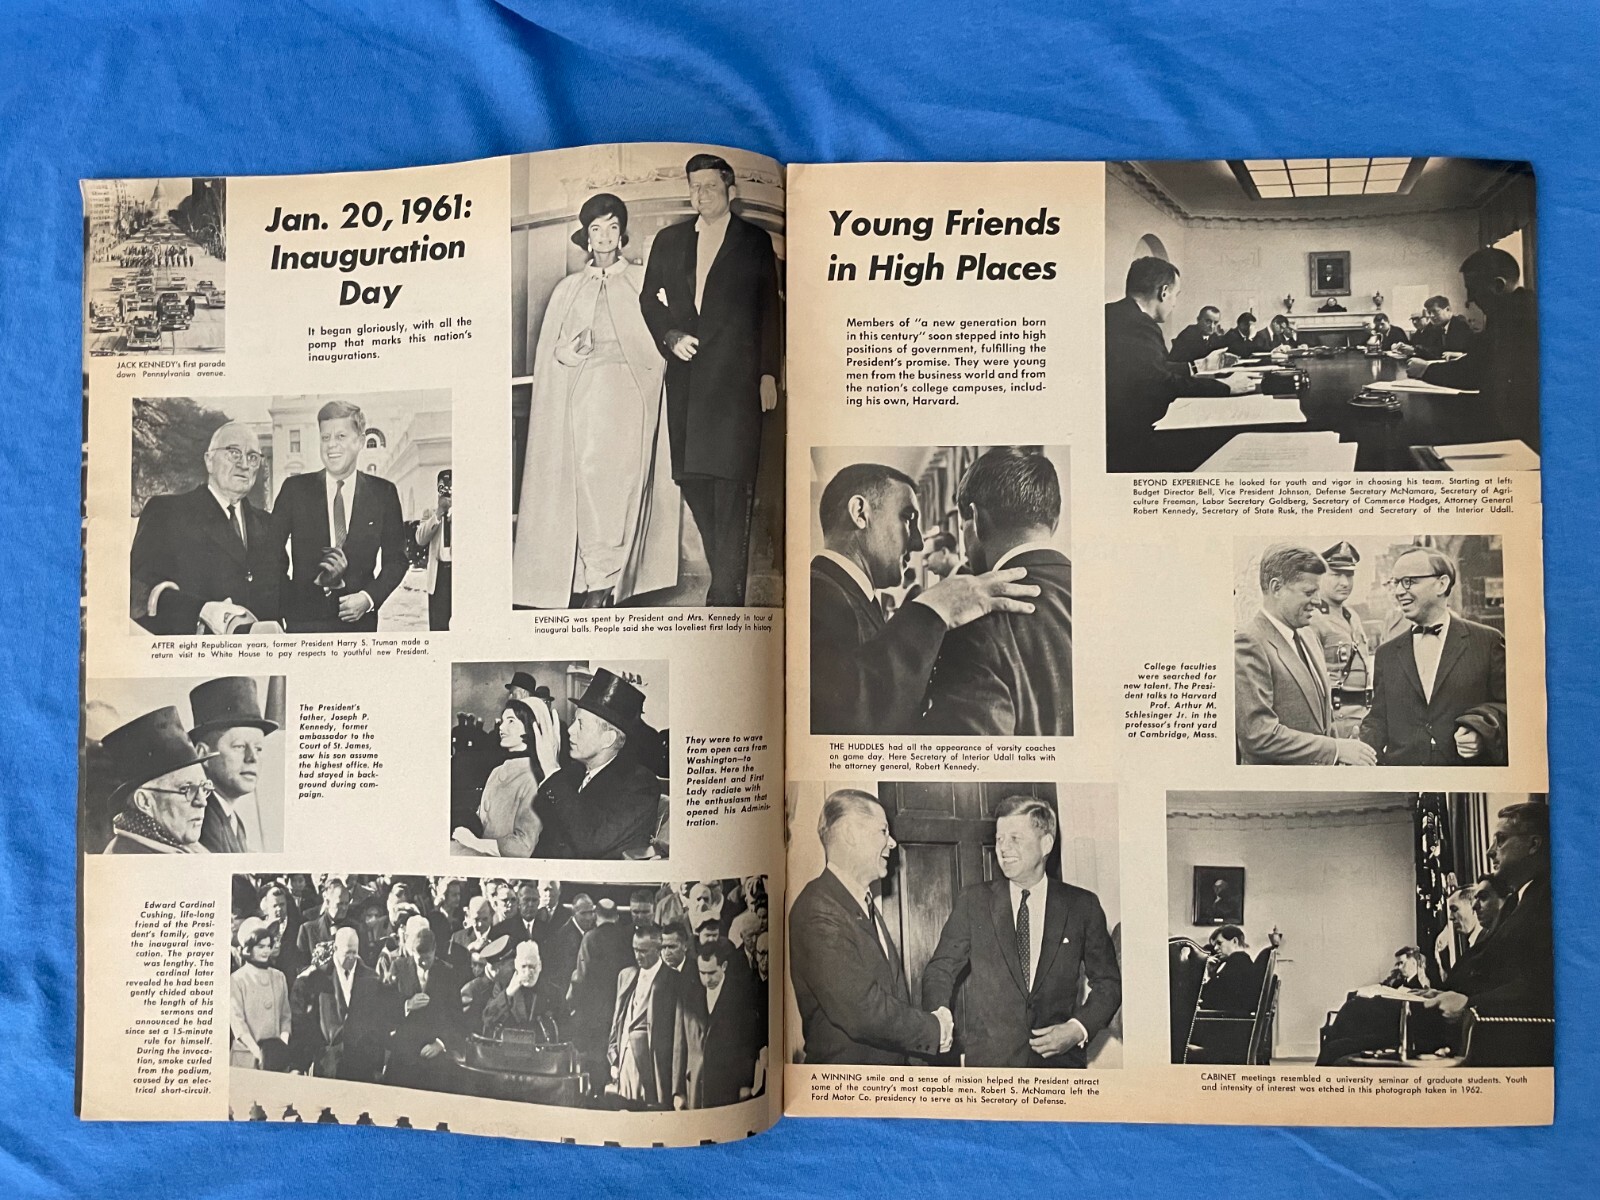 Jan. 20, 1961:
Inauguration
Day
It began gloriously, with all the
pomp that marks this nation's
inaugurations.
JACK KENNEDY's first parade
down Pennsylvania avenue.
AFTER eight Republican years, former President Harry S. Truman made a
return visit to White House to pay respects to youthful new President.
EVENING was spent by President and Mrs. Kennedy in tour of
inaugural balls. People said she was loveliest first lady in history.
The President's
father, Joseph P.
Kennedy, former
ambassador to the
Court of St. James,
saw his son assume
the highest office. He
had stayed in back-
ground during cam-
paign.
They were to wave
from open cars from
Washington—to
Dallas. Here the
President and First
Lady radiate with
the enthusiasm that
opened his Adminis-
tration.
Edward Cardinal
Cushing, life-long
friend of the Presi-
dent's family, gave
the inaugural invo-
cation. The prayer
was lengthy. The
cardinal later
revealed he had been
gently chided about
the length of his
sermons and
announced he had
since set a 15-minute
rule for himself.
During the invoca-
tion, smoke curled
from the podium,
caused by an elec-
trical short-circuit.
Young Friends
in High Places
Members of "a new generation born
in this century" soon stepped into high
positions of government, fulfilling the
President's promise. They were young
men from the business world and from
the nation's college campuses, includ-
ing his own, Harvard.
BEYOND EXPERIENCE he looked for youth and vigor in choosing his team. Starting at left:
Budget Director Bell, Vice President Johnson, Defense Secretary McNamara, Secretary of Agri-
culture Freeman, Labor Secretary Goldberg, Secretary of Commerce Hodges, Attorney General
Robert Kennedy, Secretary of State Rusk, the President and Secretary of the Interior Udall.
THE HUDDLES had all the appearance of varsity coaches
on game day. Here Secretary of Interior Udall talks with
the attorney general, Robert Kennedy.
College faculties
were searched for
new talent. The Presi-
dent talks to Harvard
Prof. Arthur M.
Schlesinger Jr. in the
professor's front yard
at Cambridge, Mass.
A WINNING smile and a sense of mission helped the President attract
some of the country's most capable men. Robert S. McNamara left the
Ford Motor Co. presidency to serve as his Secretary of Defense.
CABINET meetings resembled a university seminar of graduate students. Youth
and intensity of interest was etched in this photograph taken in 1962.